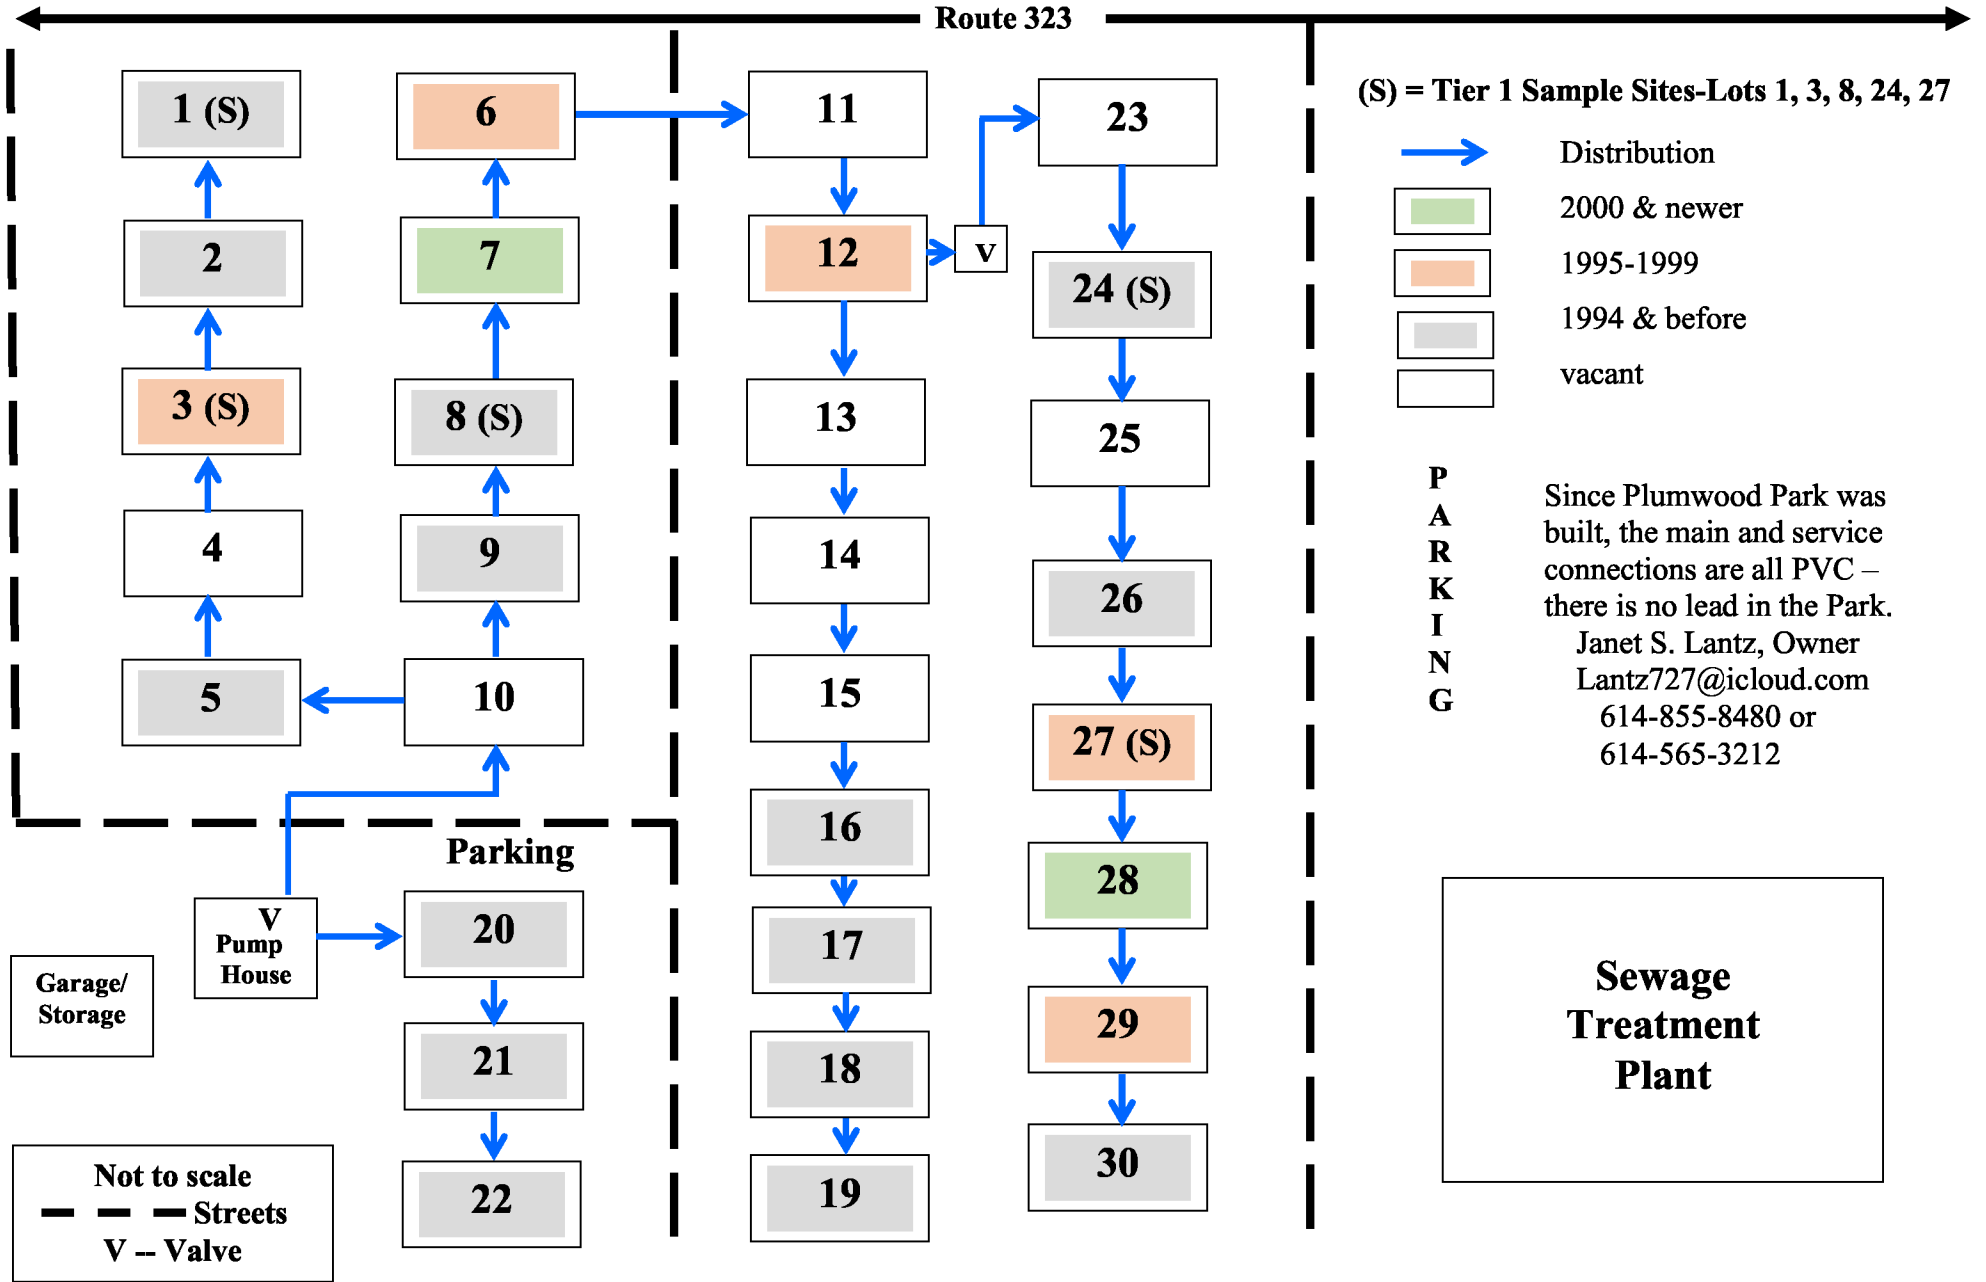 Route 323
1 (S)
2
3 (S)
4
5
6
7
8 (S)
9
10
11
12
v
13
14
15
16
17
18
19
23
24 (S)
25
26
27 (S)
28
29
30
Parking
V
Pump
House
20
21
22
Garage/
Storage
Not to scale
Streets
V -- Valve
(S) = Tier 1 Sample Sites-Lots 1, 3, 8, 24, 27
Distribution
2000 & newer
1995-1999
1994 & before
vacant
P
A
R
K
I
N
G
Since Plumwood Park was
built, the main and service
connections are all PVC –
there is no lead in the Park.
Janet S. Lantz, Owner
Lantz727@icloud.com
614-855-8480 or
614-565-3212
Sewage
Treatment
Plant